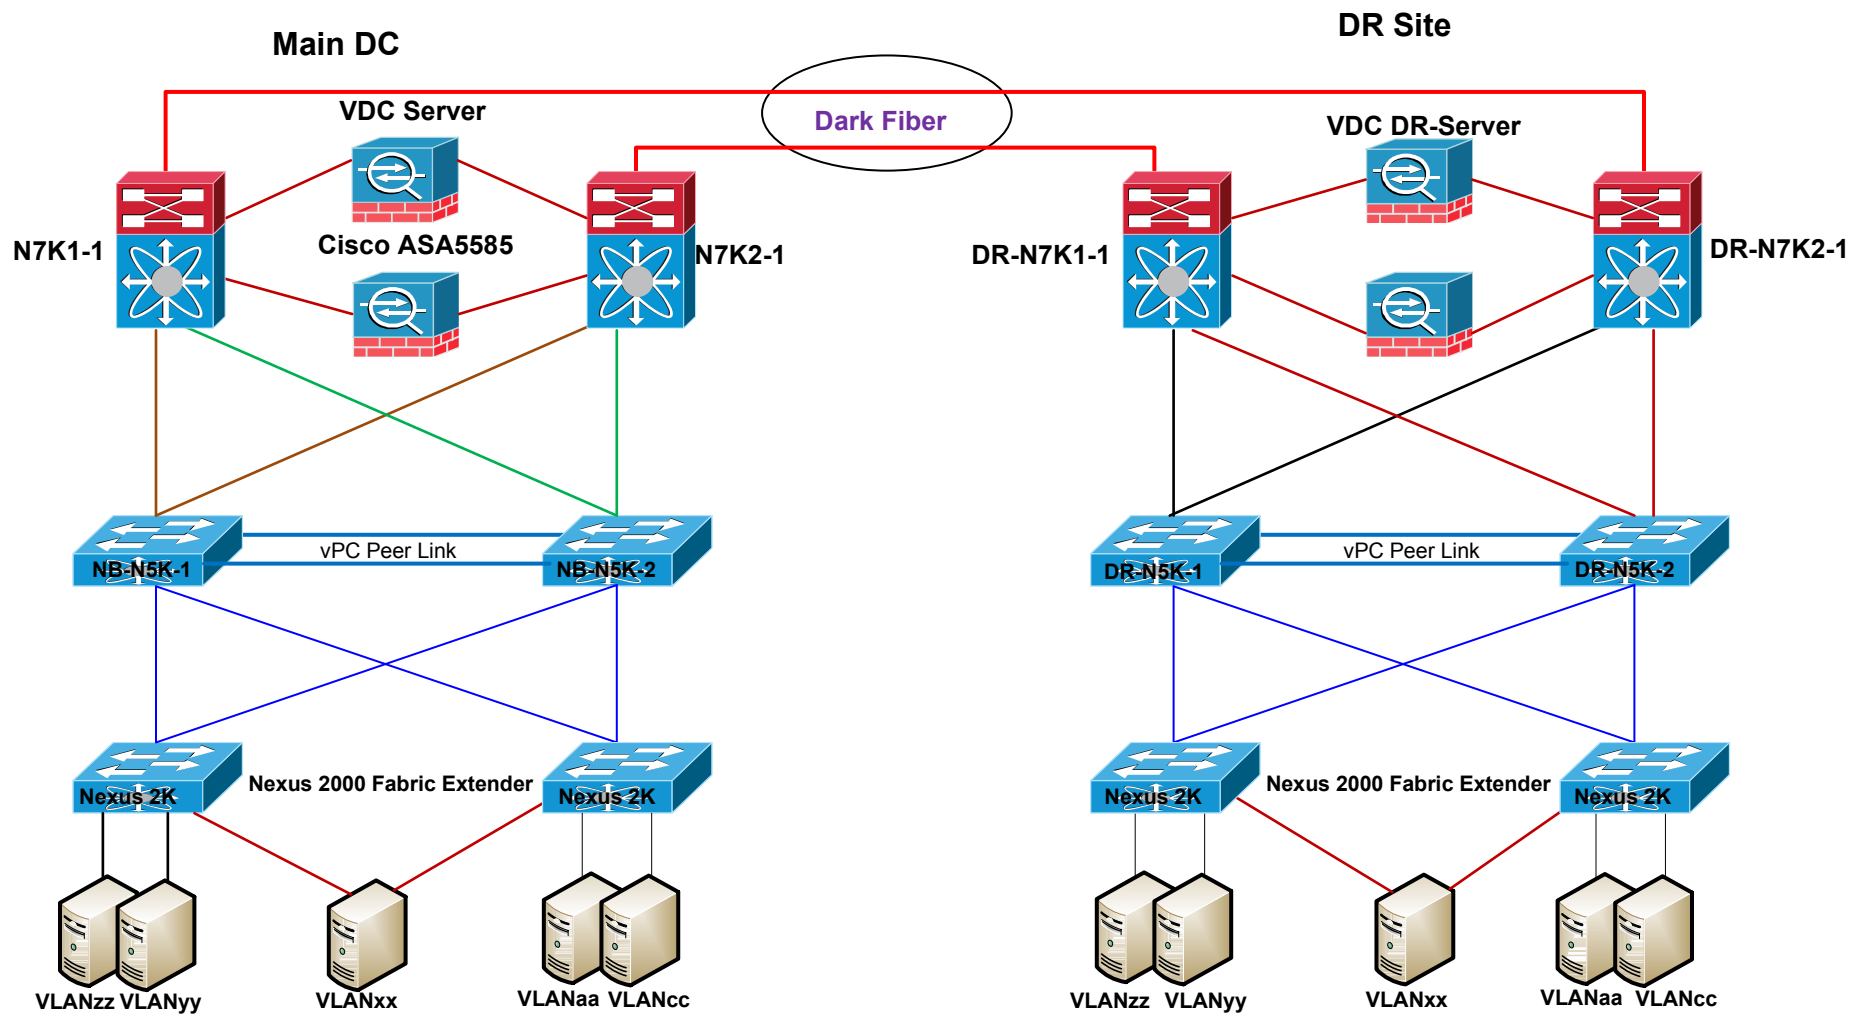 Main DC
DR Site
VDC Server
Dark Fiber
VDC DR-Server
N7K1-1
Cisco ASA5585
N7K2-1
DR-N7K1-1
DR-N7K2-1
vPC Peer Link
vPC Peer Link
NB-N5K-1
NB-N5K-2
DR-N5K-1
DR-N5K-2
Nexus 2000 Fabric Extender
Nexus 2000 Fabric Extender
Nexus 2K
Nexus 2K
Nexus 2K
Nexus 2K
VLANzz VLANyy
VLANxx
VLANaa VLANcc
VLANzz VLANyy
VLANxx
VLANaa VLANcc